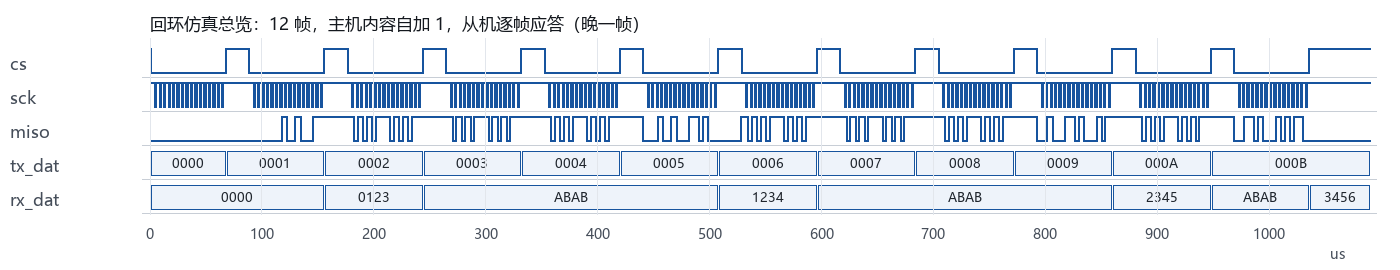 回环仿真总览：12 帧，主机内容自加 1，从机逐帧应答（晚一帧）
cs
sck
miso
tx_dat 0000 0001 0002 0003 0004 0005 0006 0007 0008 0009 000A 000B
rx_dat 0000 0123 ABAB 1234 ABAB 2345 ABAB 3456
0 100 200 300 400 500 600 700 800 900 1000
us